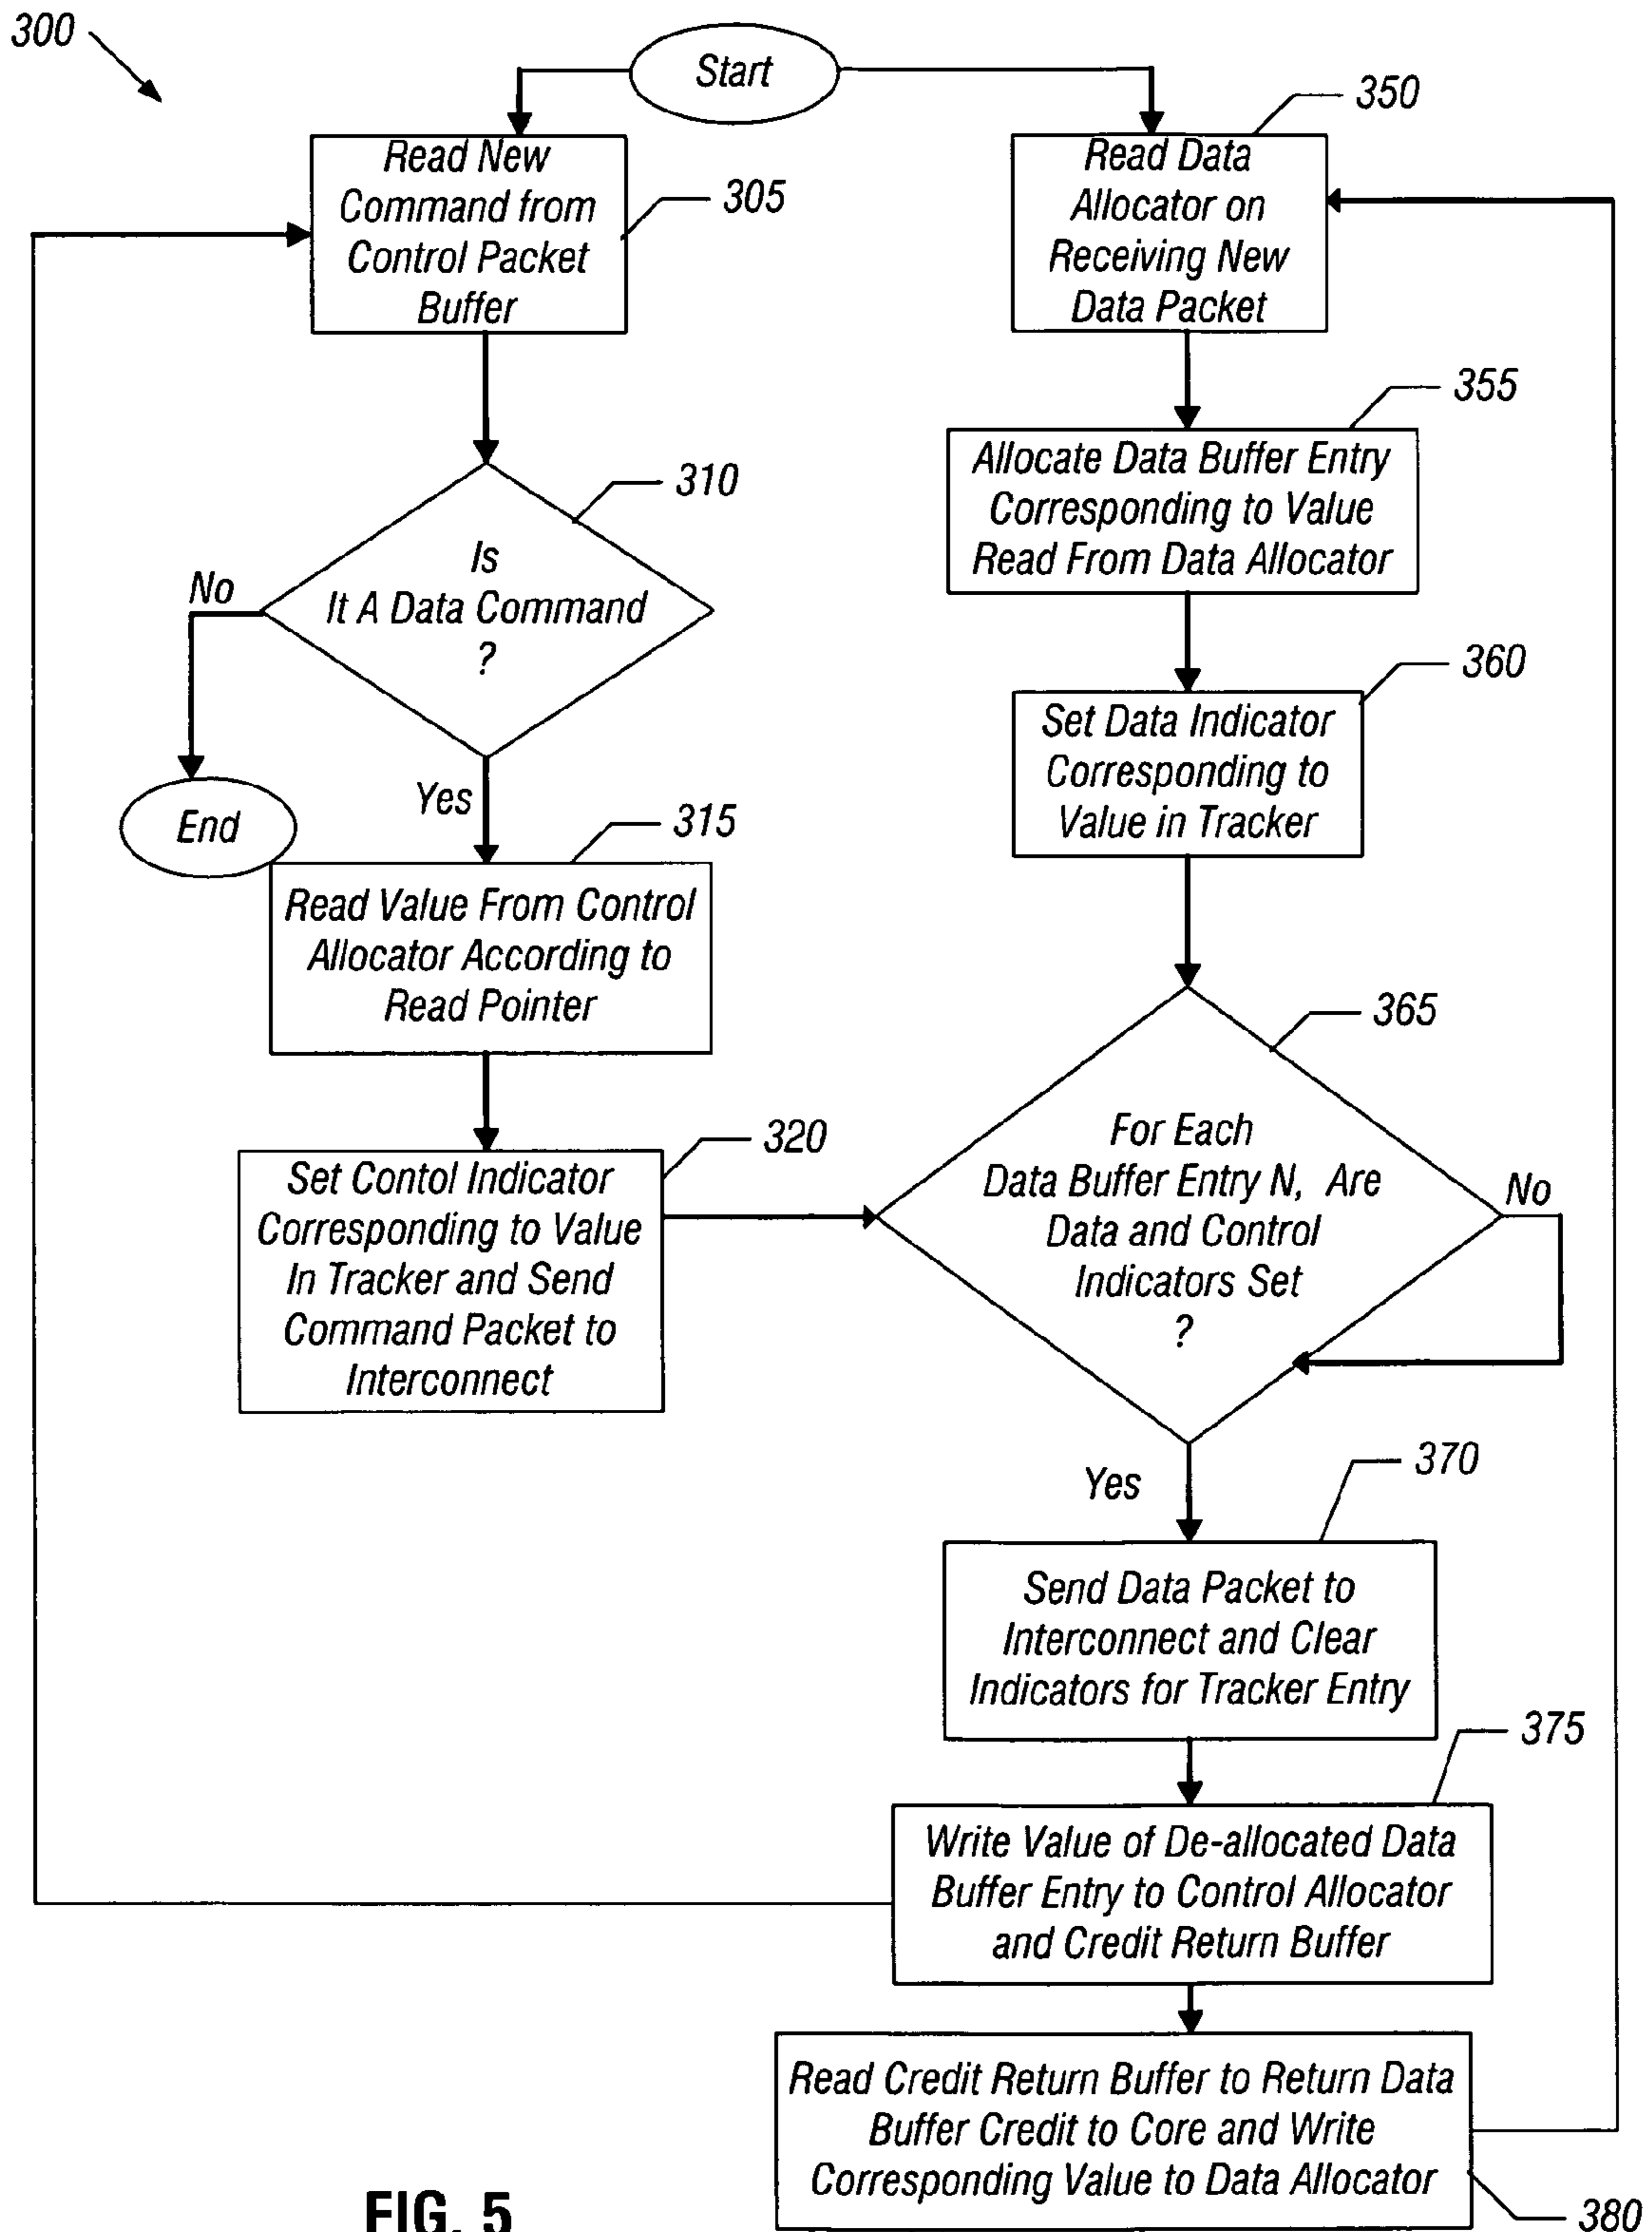 300
Start
Read New
Command from
Control Packet
Buffer
305
Read Data
Allocator on
Receiving New
Data Packet
350
Allocate Data Buffer Entry
Corresponding to Value
Read From Data Allocator
355
Is
It A Data Command
?
310
No
End
Yes
Set Data Indicator
Corresponding to
Value in Tracker
360
Read Value From Control
Allocator According to
Read Pointer
315
Set Contol Indicator
Corresponding to Value
In Tracker and Send
Command Packet to
Interconnect
320
For Each
Data Buffer Entry N, Are
Data and Control
Indicators Set
?
365
No
Yes
Send Data Packet to
Interconnect and Clear
Indicators for Tracker Entry
370
Write Value of De-allocated Data
Buffer Entry to Control Allocator
and Credit Return Buffer
375
Read Credit Return Buffer to Return Data
Buffer Credit to Core and Write
Corresponding Value to Data Allocator
380
FIG. 5